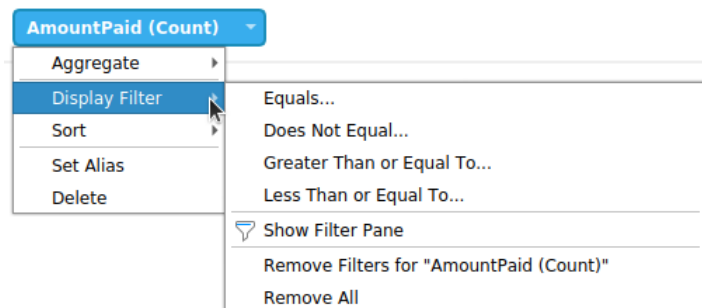 AmountPaid (Count)
Aggregate
Display Filter
Sort
Set Alias
Delete
Equals...
Does Not Equal...
Greater Than or Equal To...
Less Than or Equal To...
Show Filter Pane
Remove Filters for "AmountPaid (Count)"
Remove All